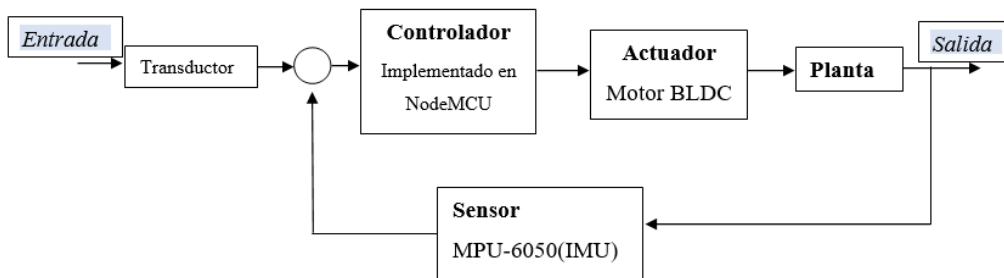 Entrada
Transductor
Controlador
Implementado en
NodeMCU
Actuador
Motor BLDC
Planta
Salida
Sensor
MPU-6050(IMU)